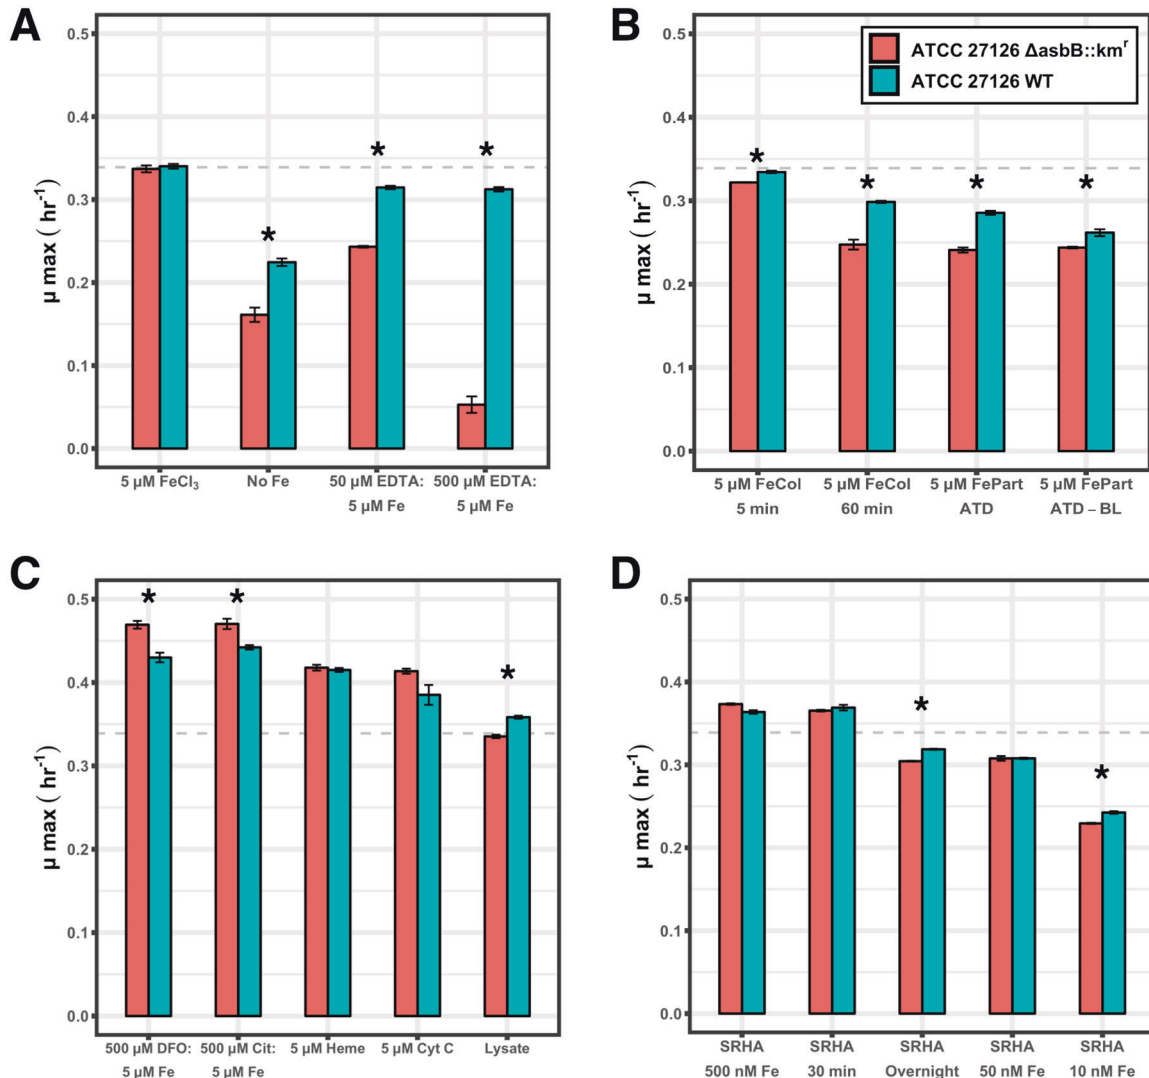 A
μ max ( hr⁻¹)
0.5
0.4
0.3
0.2
0.1
0.0
*
*
*
5 μM FeCl₃
No Fe
50 μM EDTA:
5 μM Fe
500 μM EDTA:
5 μM Fe
B
ATCC 27126 ΔasbB::kmʳ
ATCC 27126 WT
μ max ( hr⁻¹)
0.5
0.4
0.3
0.2
0.1
0.0
*
*
*
*
5 μM FeCol
5 min
5 μM FeCol
60 min
5 μM FePart
ATD
5 μM FePart
ATD – BL
C
μ max ( hr⁻¹)
0.5
0.4
0.3
0.2
0.1
0.0
*
*
*
500 μM DFO:
5 μM Fe
500 μM Cit:
5 μM Fe
5 μM Heme
5 μM Cyt C
Lysate
D
μ max ( hr⁻¹)
0.5
0.4
0.3
0.2
0.1
0.0
*
*
SRHA
500 nM Fe
SRHA
30 min
SRHA
Overnight
SRHA
50 nM Fe
SRHA
10 nM Fe